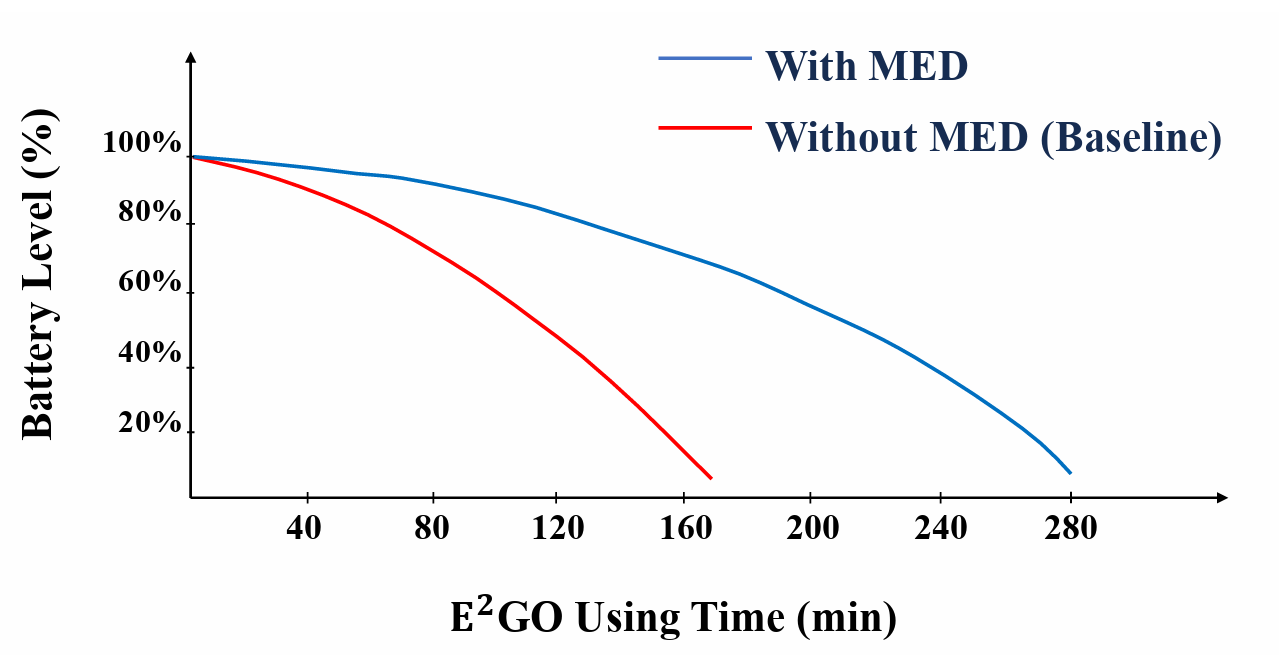 With MED
Without MED (Baseline)
Battery Level (%)
100%
80%
60%
40%
20%
40 80 120 160 200 240 280
E²GO Using Time (min)